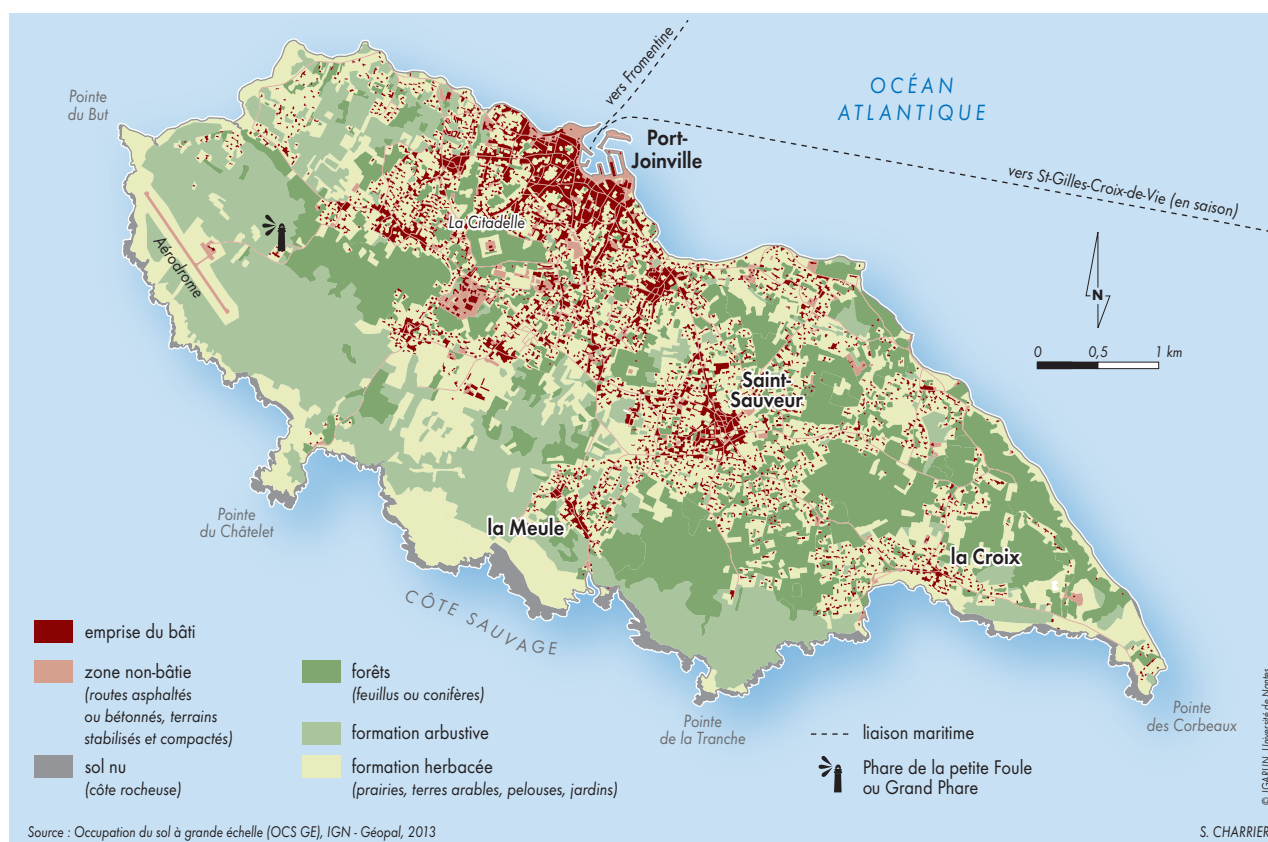 Pointe
du But
vers Fromentine
OCÉAN
ATLANTIQUE
Port-
Joinville
vers St-Gilles-Croix-de-Vie (en saison)
La Citadelle
Aérodrome
N
0 0,5 1 km
Saint-
Sauveur
Pointe
du Châtelet
la Meule
la Croix
CÔTE SAUVAGE
Pointe
de la Tranche
Pointe
des Corbeaux
emprise du bâti
zone non-bâtie
(routes asphaltés
ou bétonnés, terrains
stabilisés et compactés)
sol nu
(côte rocheuse)
forêts
(feuillus ou conifères)
formation arbustive
formation herbacée
(prairies, terres arables, pelouses, jardins)
liaison maritime
Phare de la petite Foule
ou Grand Phare
© IGARUN, Université de Nantes
Source : Occupation du sol à grande échelle (OCS GE), IGN - Géopal, 2013
S. CHARRIER